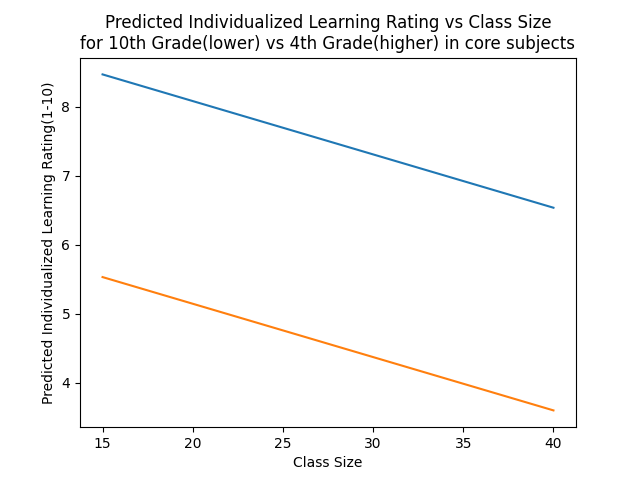 Predicted Individualized Learning Rating vs Class Size
for 10th Grade(lower) vs 4th Grade(higher) in core subjects
Predicted Individualized Learning Rating(1-10)
8
7
6
5
4
15 20 25 30 35 40
Class Size